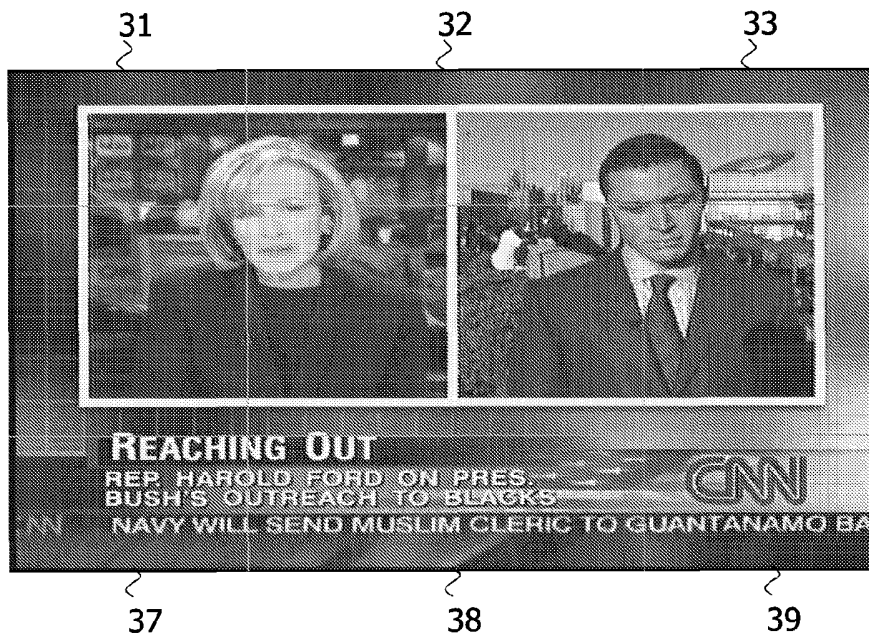 31 32 33
REACHING OUT
REP. HAROLD FORD ON PRES.
BUSH'S OUTREACH TO BLACKS
CNN
NAVY WILL SEND MUSLIM CLERIC TO GUANTANAMO BA
37 38 39